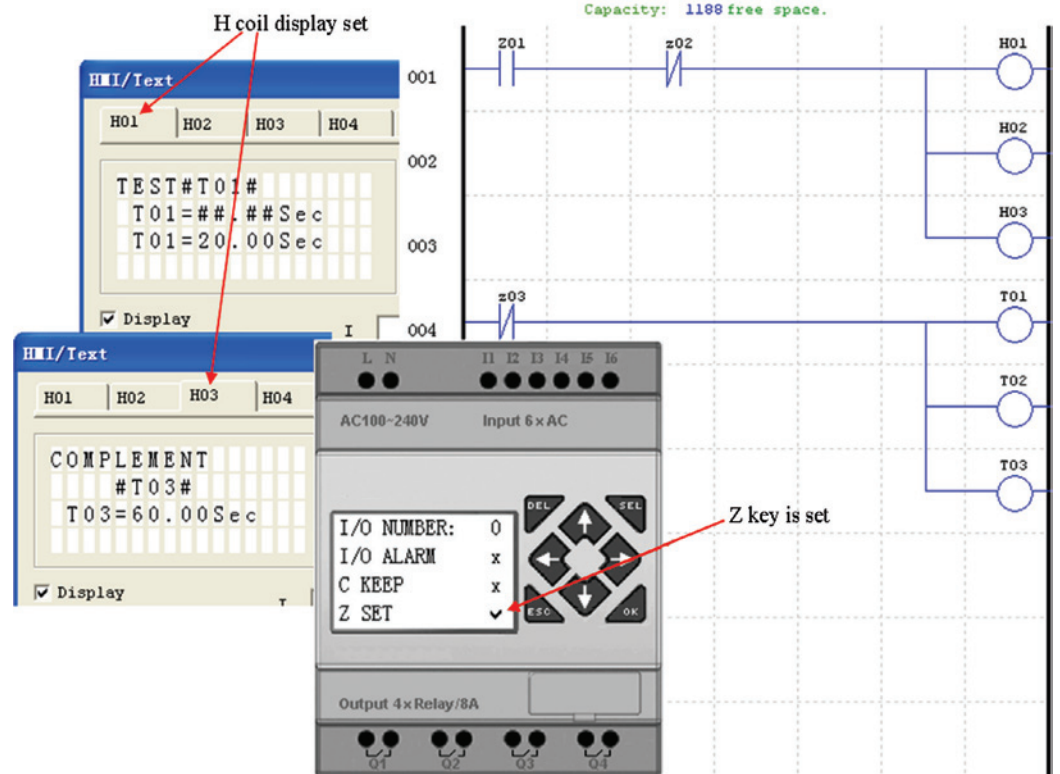 Capacity: 1188 free space.
H coil display set
HMI/Text
H01 H02 H03 H04
TEST#T01#
T01=##.##Sec
T01=20.00Sec
Display
I
HMI/Text
H01 H02 H03 H04
COMPLEMENT
#T03#
T03=60.00Sec
Display
I
001
Z01 z02 H01
H02
002
H03
003
z03 T01
004
T02
T03
L N I1 I2 I3 I4 I5 I6
AC100~240V Input 6×AC
I/O NUMBER: 0
I/O ALARM x
C KEEP x
Z SET ✓
DEL SEL
ESC OK
Z key is set
Output 4×Relay/8A
Q1 Q2 Q3 Q4